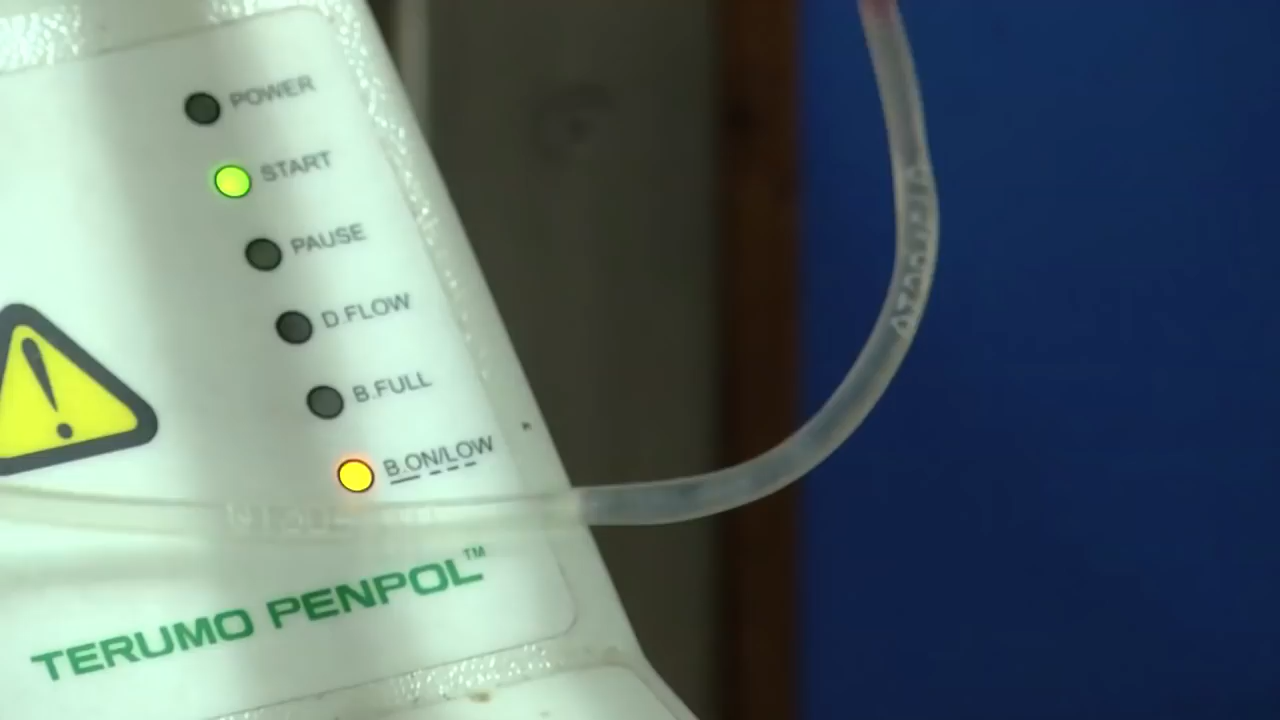 POWER
START
PAUSE
D.FLOW
B.FULL
B.ON/LOW
TERUMO PENPOL™